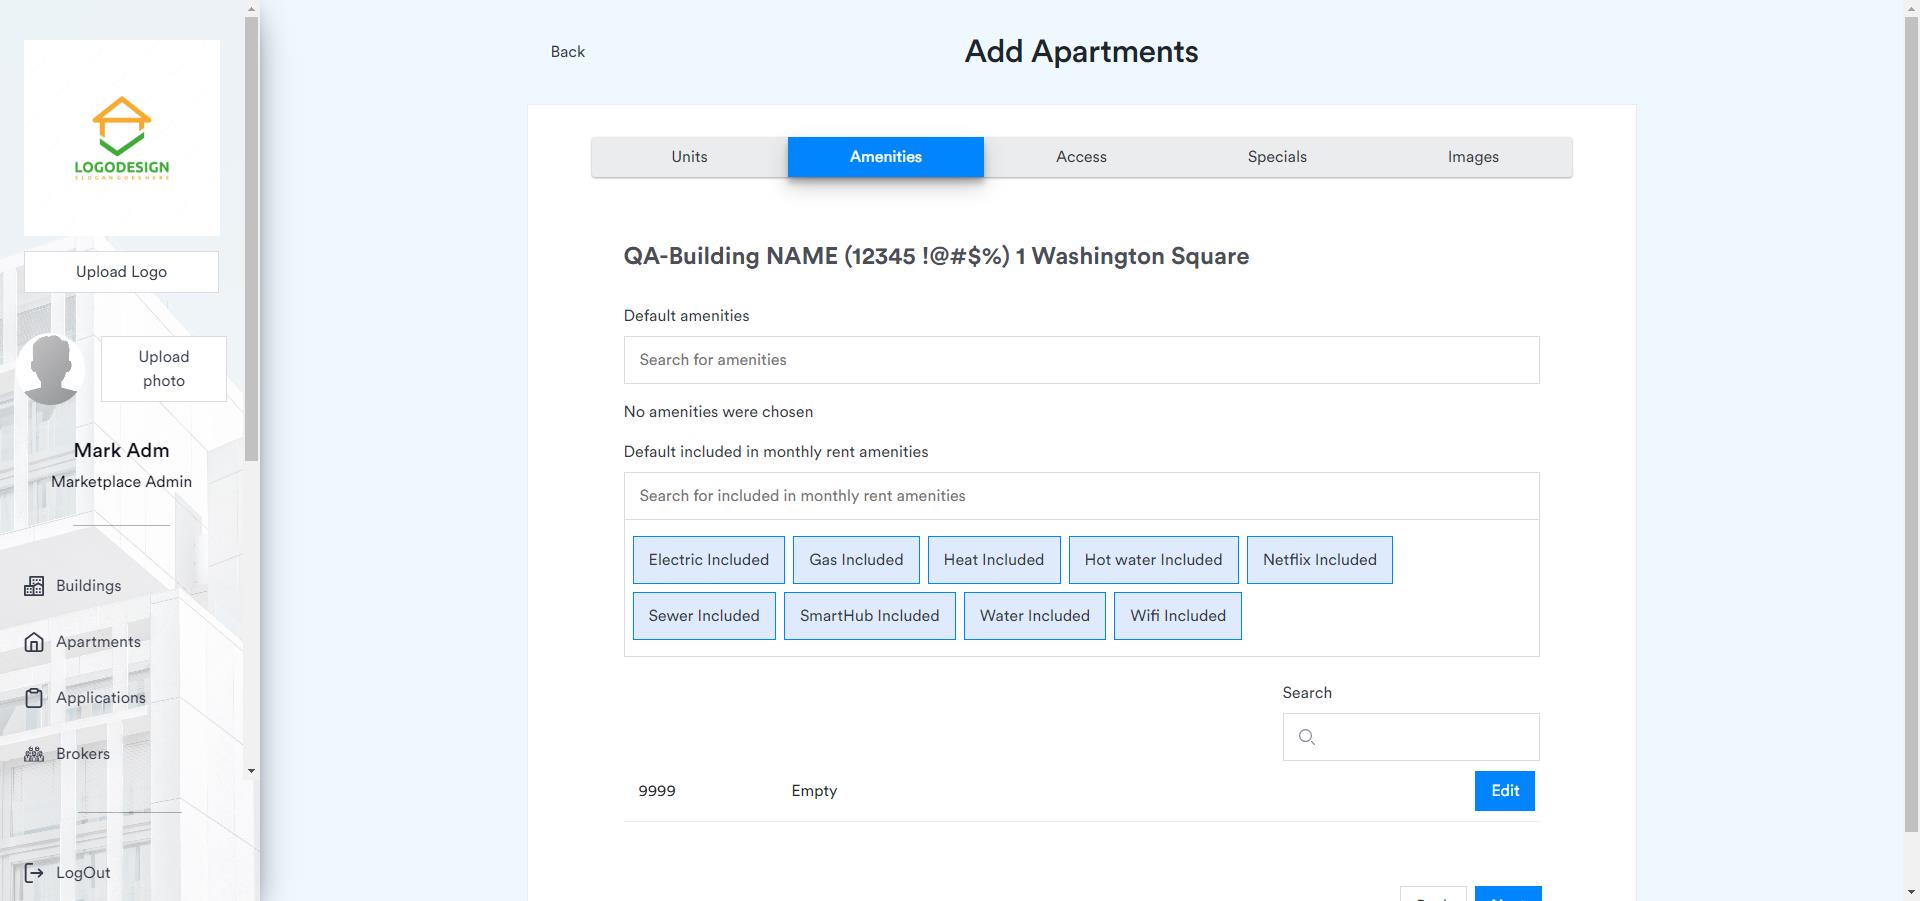 LOGODESIGN
SLOGAN GOES HERE
Upload Logo
Upload
photo
Mark Adm
Marketplace Admin
Buildings
Apartments
Applications
Brokers
LogOut
Back
Add Apartments
Units
Amenities
Access
Specials
Images
QA-Building NAME (12345 !@#$%) 1 Washington Square
Default amenities
Search for amenities
No amenities were chosen
Default included in monthly rent amenities
Search for included in monthly rent amenities
Electric Included
Gas Included
Heat Included
Hot water Included
Netflix Included
Sewer Included
SmartHub Included
Water Included
Wifi Included
Search
9999
Empty
Edit